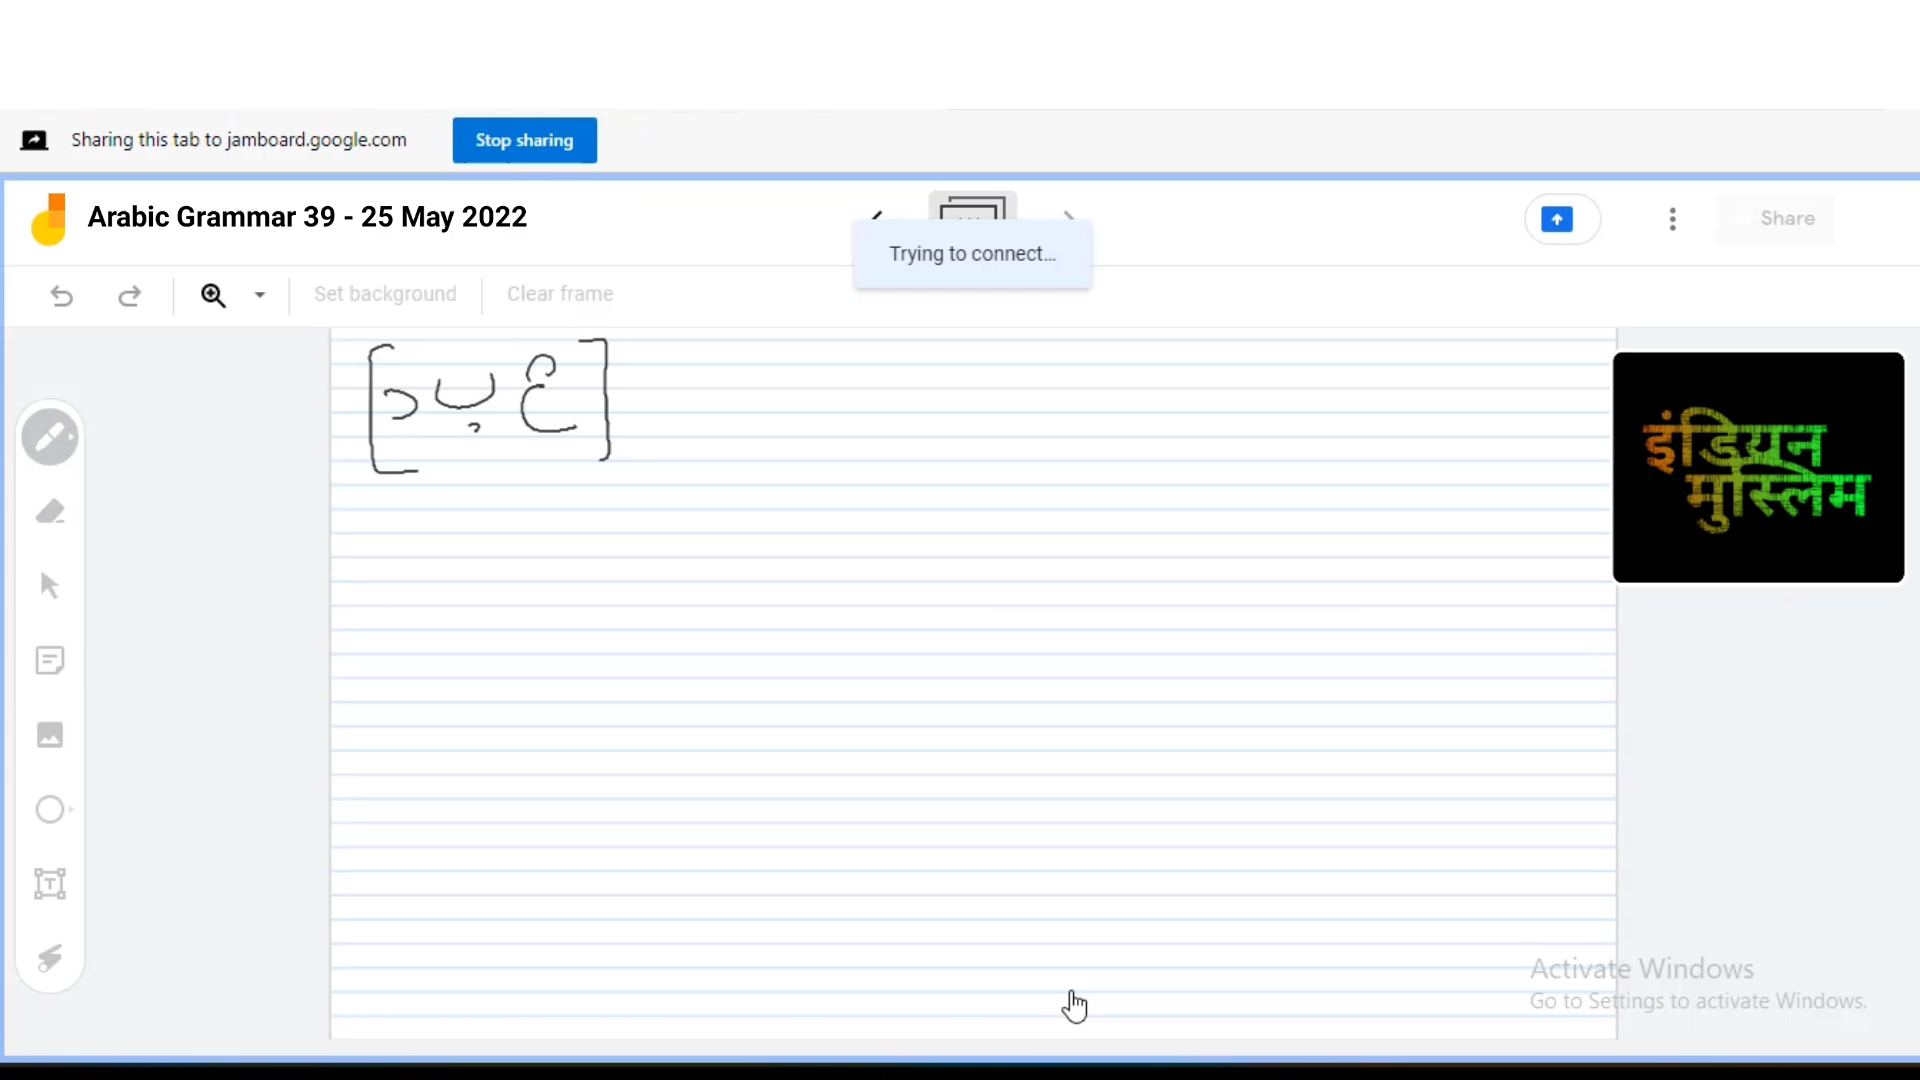 Sharing this tab to jamboard.google.com
Stop sharing
Arabic Grammar 39 - 25 May 2022
Trying to connect...
Share
Set background
Clear frame
[ع ب د]
इंडियन
मुस्लिम
Activate Windows
Go to Settings to activate Windows.